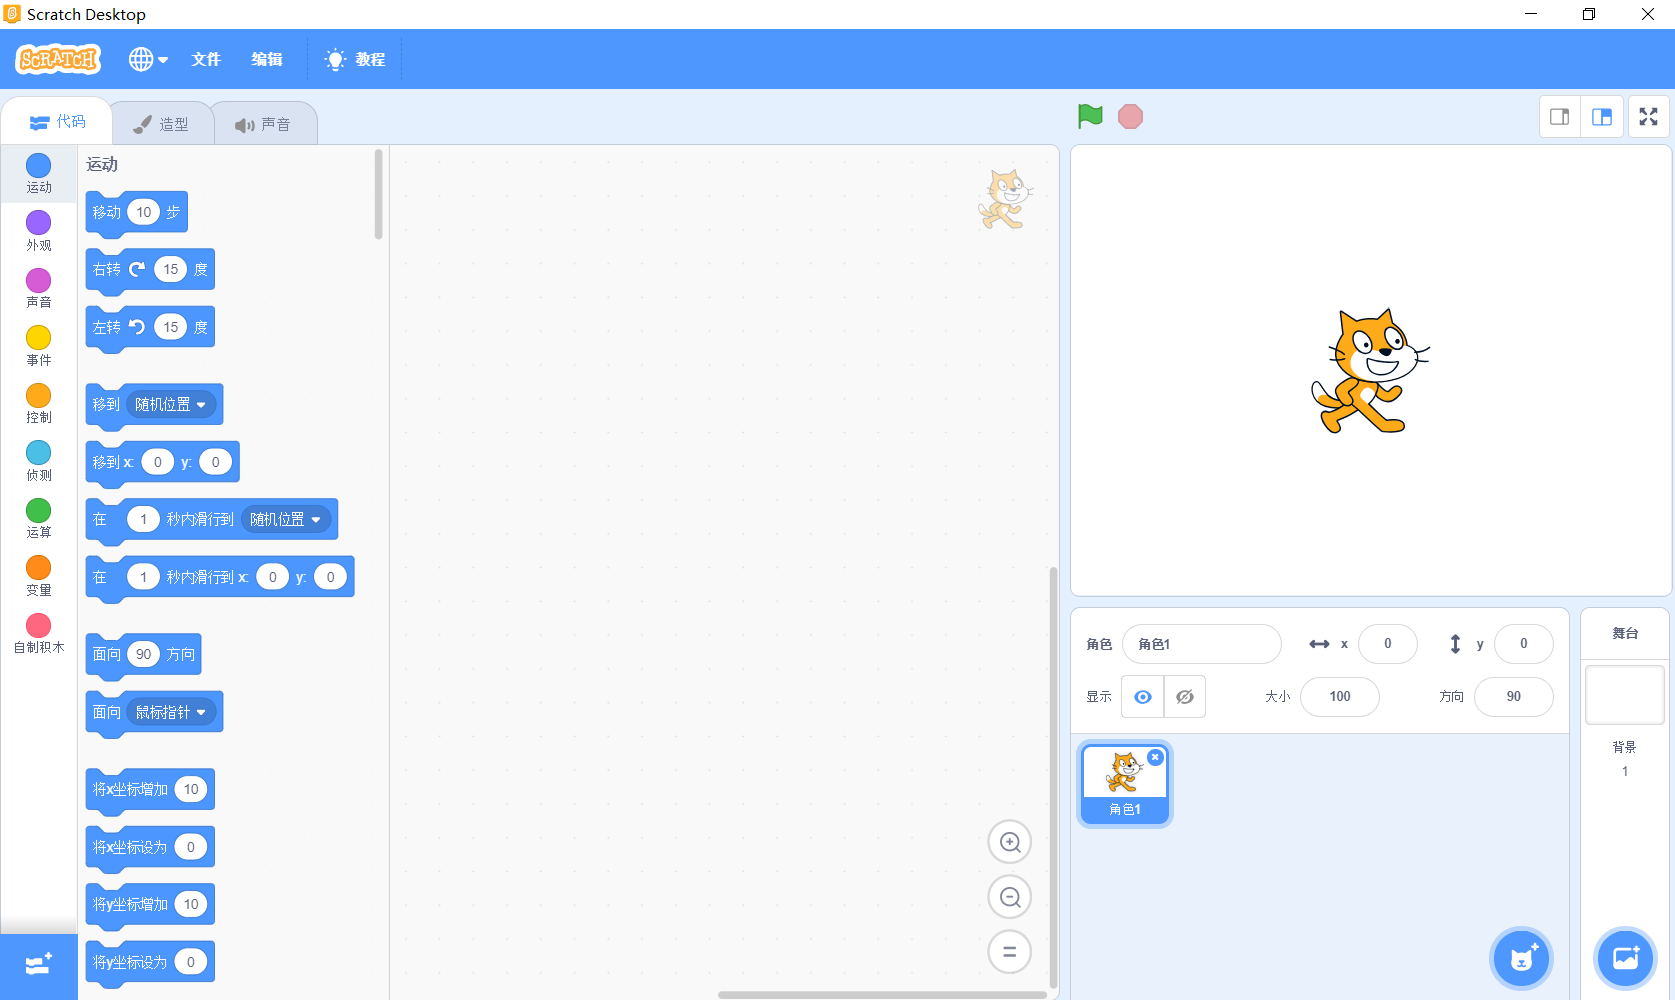 Scratch Desktop
SCRATCH
文件
编辑
教程
代码
造型
声音
运动
外观
声音
事件
控制
侦测
运算
变量
自制积木
运动
移动 10 步
右转 15 度
左转 15 度
移到 随机位置
移到 x: 0 y: 0
在 1 秒内滑行到 随机位置
在 1 秒内滑行到 x: 0 y: 0
面向 90 方向
面向 鼠标指针
将x坐标增加 10
将x坐标设为 0
将y坐标增加 10
将y坐标设为 0
角色 角色1 x 0 y 0
显示 大小 100 方向 90
角色1
舞台
背景
1